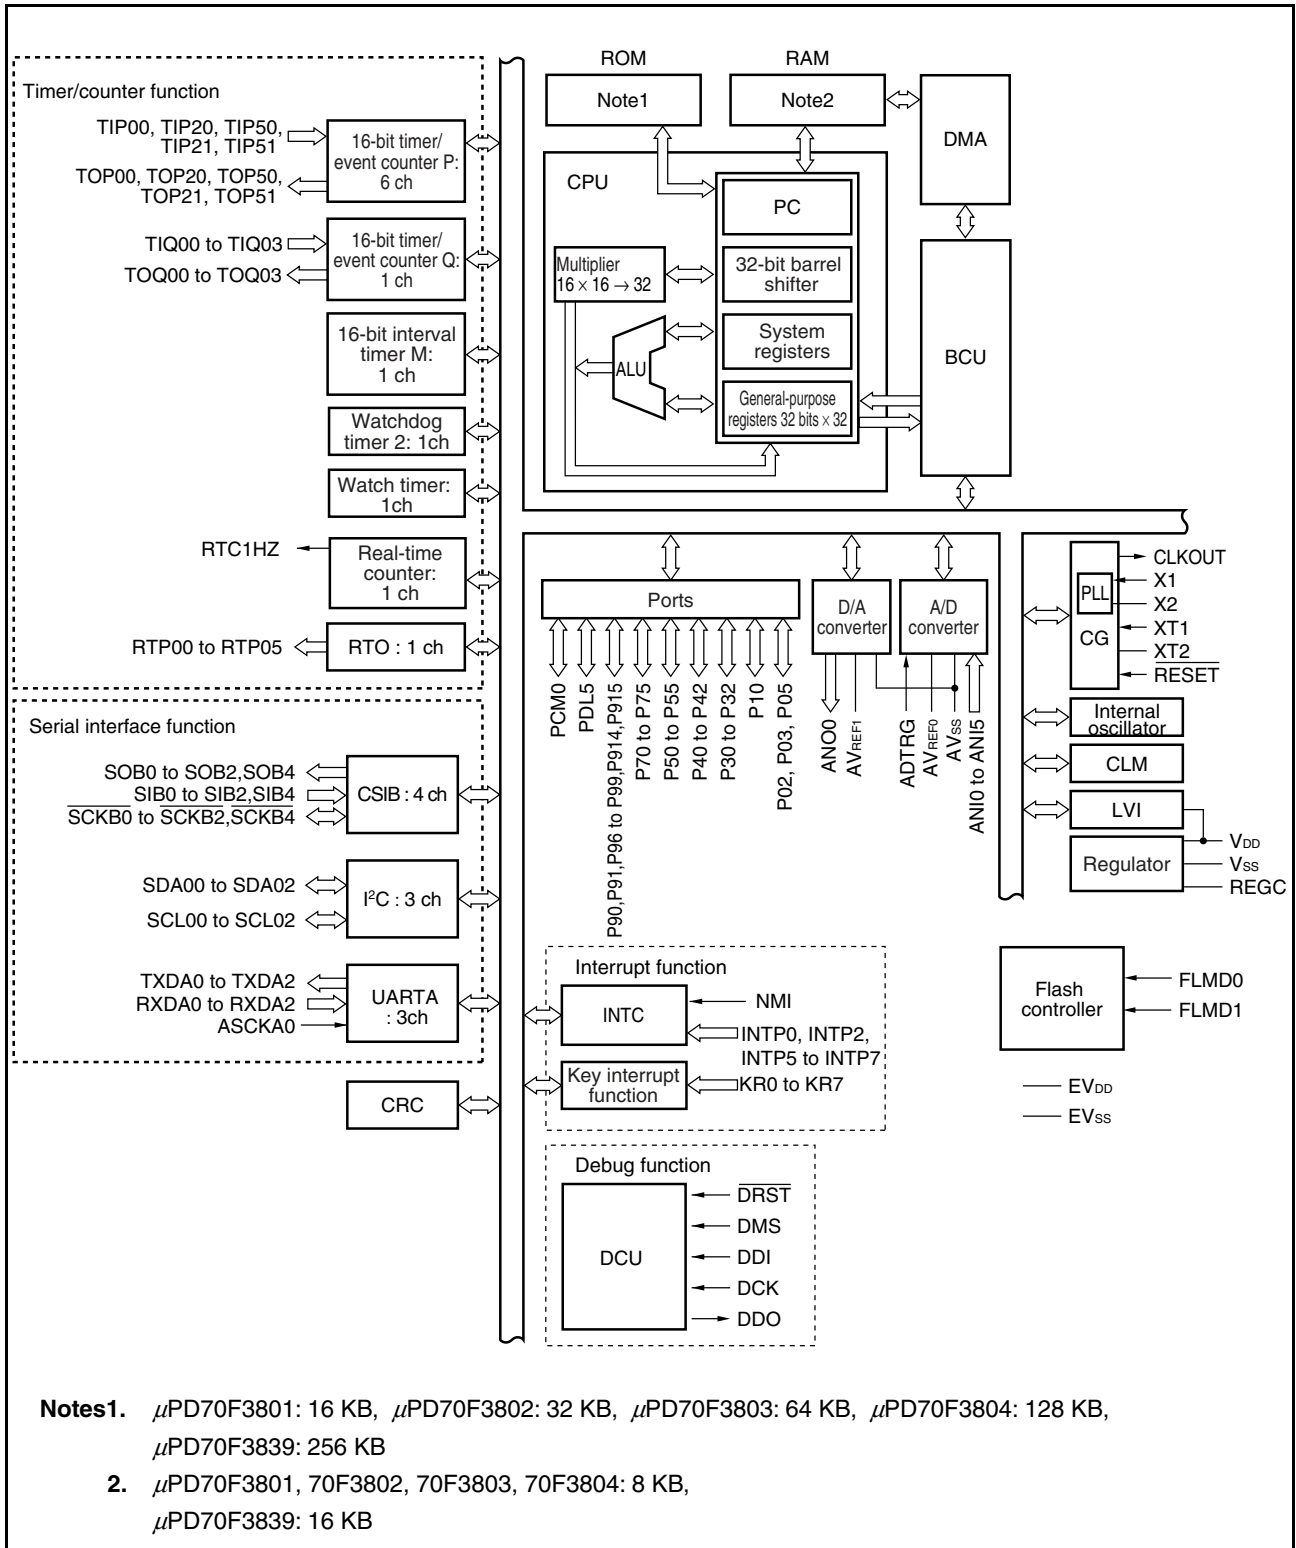 ROM
RAM
Note1
Note2
DMA
Timer/counter function
TIP00, TIP20, TIP50,
TIP21, TIP51
TOP00, TOP20, TOP50,
TOP21, TOP51
16-bit timer/
event counter P:
6 ch
TIQ00 to TIQ03
TOQ00 to TOQ03
16-bit timer/
event counter Q:
1 ch
16-bit interval
timer M:
1 ch
Watchdog
timer 2: 1ch
Watch timer:
1ch
RTC1HZ
Real-time
counter:
1 ch
RTP00 to RTP05
RTO : 1 ch
CPU
PC
Multiplier
16 × 16 → 32
32-bit barrel
shifter
ALU
System
registers
General-purpose
registers 32 bits × 32
BCU
Ports
PCM0
PDL5
P90,P91,P96 to P99,P914,P915
P70 to P75
P50 to P55
P40 to P42
P30 to P32
P10
P02, P03, P05
D/A
converter
A/D
converter
ANO0
AVREF1
ADTRG
AVREF0
AVSS
ANI0 to ANI5
PLL
CG
CLKOUT
X1
X2
XT1
XT2
RESET
Internal
oscillator
CLM
LVI
Regulator
VDD
VSS
REGC
Serial interface function
SOB0 to SOB2,SOB4
SIB0 to SIB2,SIB4
SCKB0 to SCKB2,SCKB4
CSIB : 4 ch
SDA00 to SDA02
SCL00 to SCL02
I²C : 3 ch
TXDA0 to TXDA2
RXDA0 to RXDA2
ASCKA0
UARTA
: 3ch
CRC
Interrupt function
INTC
NMI
INTP0, INTP2,
INTP5 to INTP7
Key interrupt
function
KR0 to KR7
Flash
controller
FLMD0
FLMD1
EVDD
EVSS
Debug function
DCU
DRST
DMS
DDI
DCK
DDO
Notes1. μPD70F3801: 16 KB, μPD70F3802: 32 KB, μPD70F3803: 64 KB, μPD70F3804: 128 KB,
μPD70F3839: 256 KB
2. μPD70F3801, 70F3802, 70F3803, 70F3804: 8 KB,
μPD70F3839: 16 KB